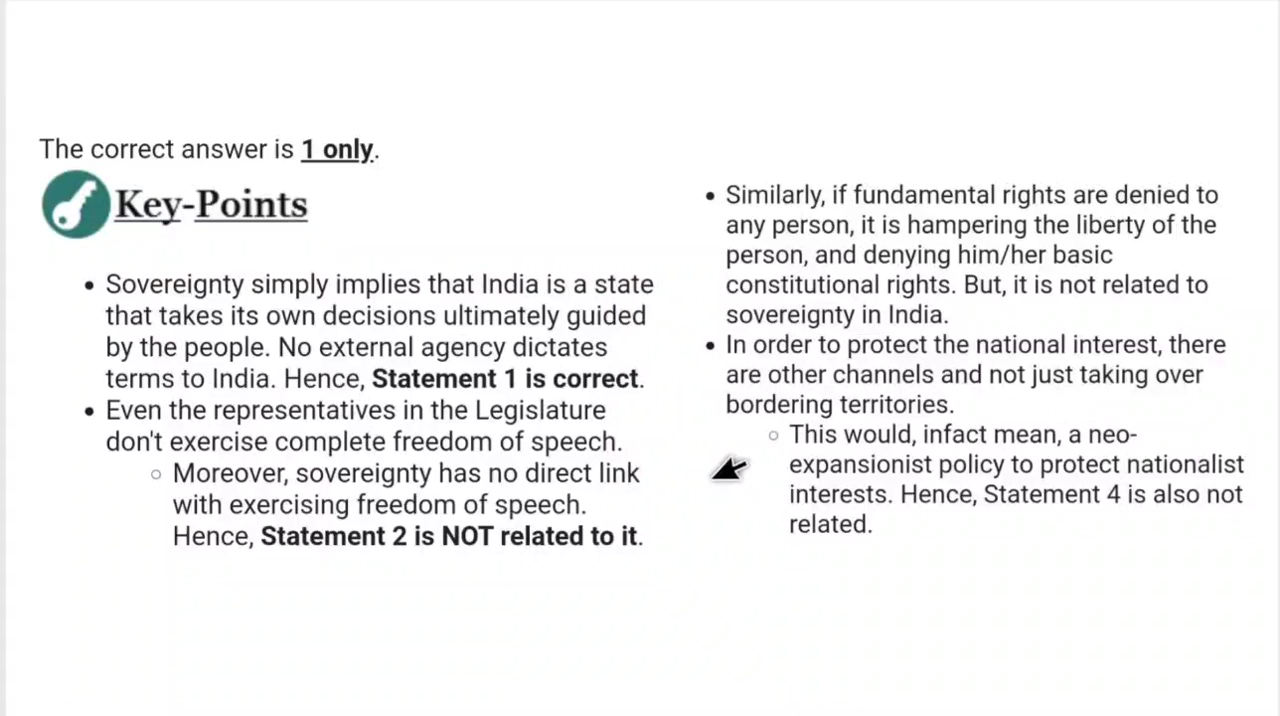 The correct answer is 1 only.
Key-Points
• Sovereignty simply implies that India is a state
that takes its own decisions ultimately guided
by the people. No external agency dictates
terms to India. Hence, Statement 1 is correct.
• Even the representatives in the Legislature
don't exercise complete freedom of speech.
○ Moreover, sovereignty has no direct link
with exercising freedom of speech.
Hence, Statement 2 is NOT related to it.
• Similarly, if fundamental rights are denied to
any person, it is hampering the liberty of the
person, and denying him/her basic
constitutional rights. But, it is not related to
sovereignty in India.
• In order to protect the national interest, there
are other channels and not just taking over
bordering territories.
○ This would, infact mean, a neo-
expansionist policy to protect nationalist
interests. Hence, Statement 4 is also not
related.